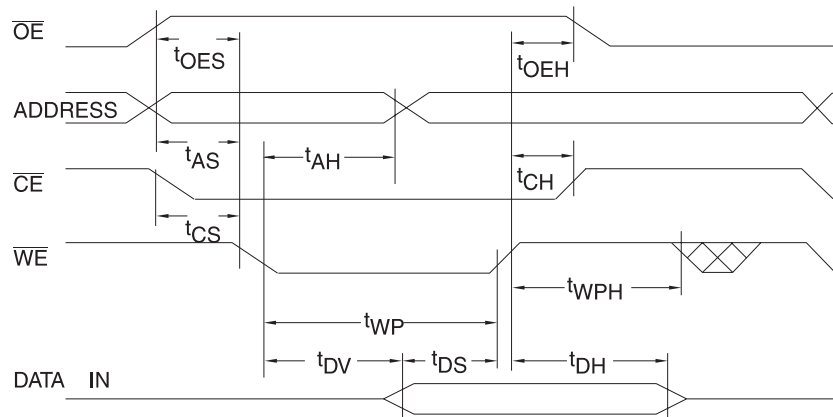 OE
tOES
tOEH
ADDRESS
tAS
tAH
tCH
CE
tCS
WE
tWPH
tWP
tDV
tDS
tDH
DATA IN